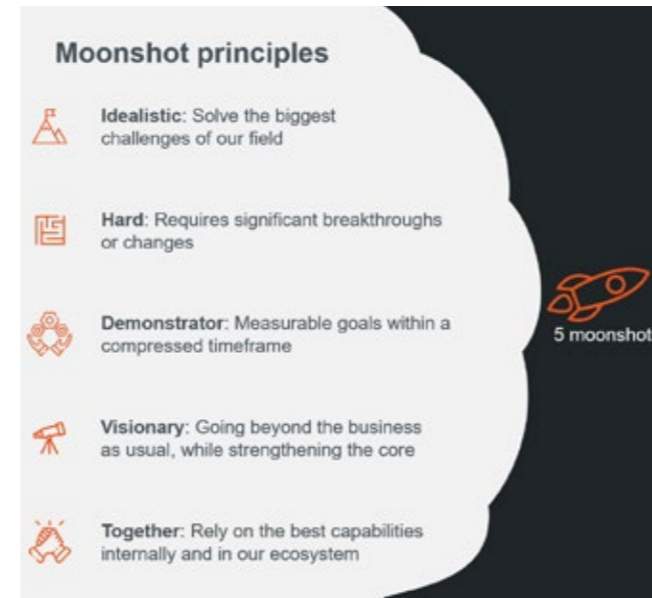 Moonshot principles
Idealistic: Solve the biggest
challenges of our field
Hard: Requires significant breakthroughs
or changes
Demonstrator: Measurable goals within a
compressed timeframe
Visionary: Going beyond the business
as usual, while strengthening the core
Together: Rely on the best capabilities
internally and in our ecosystem
5 moonshot